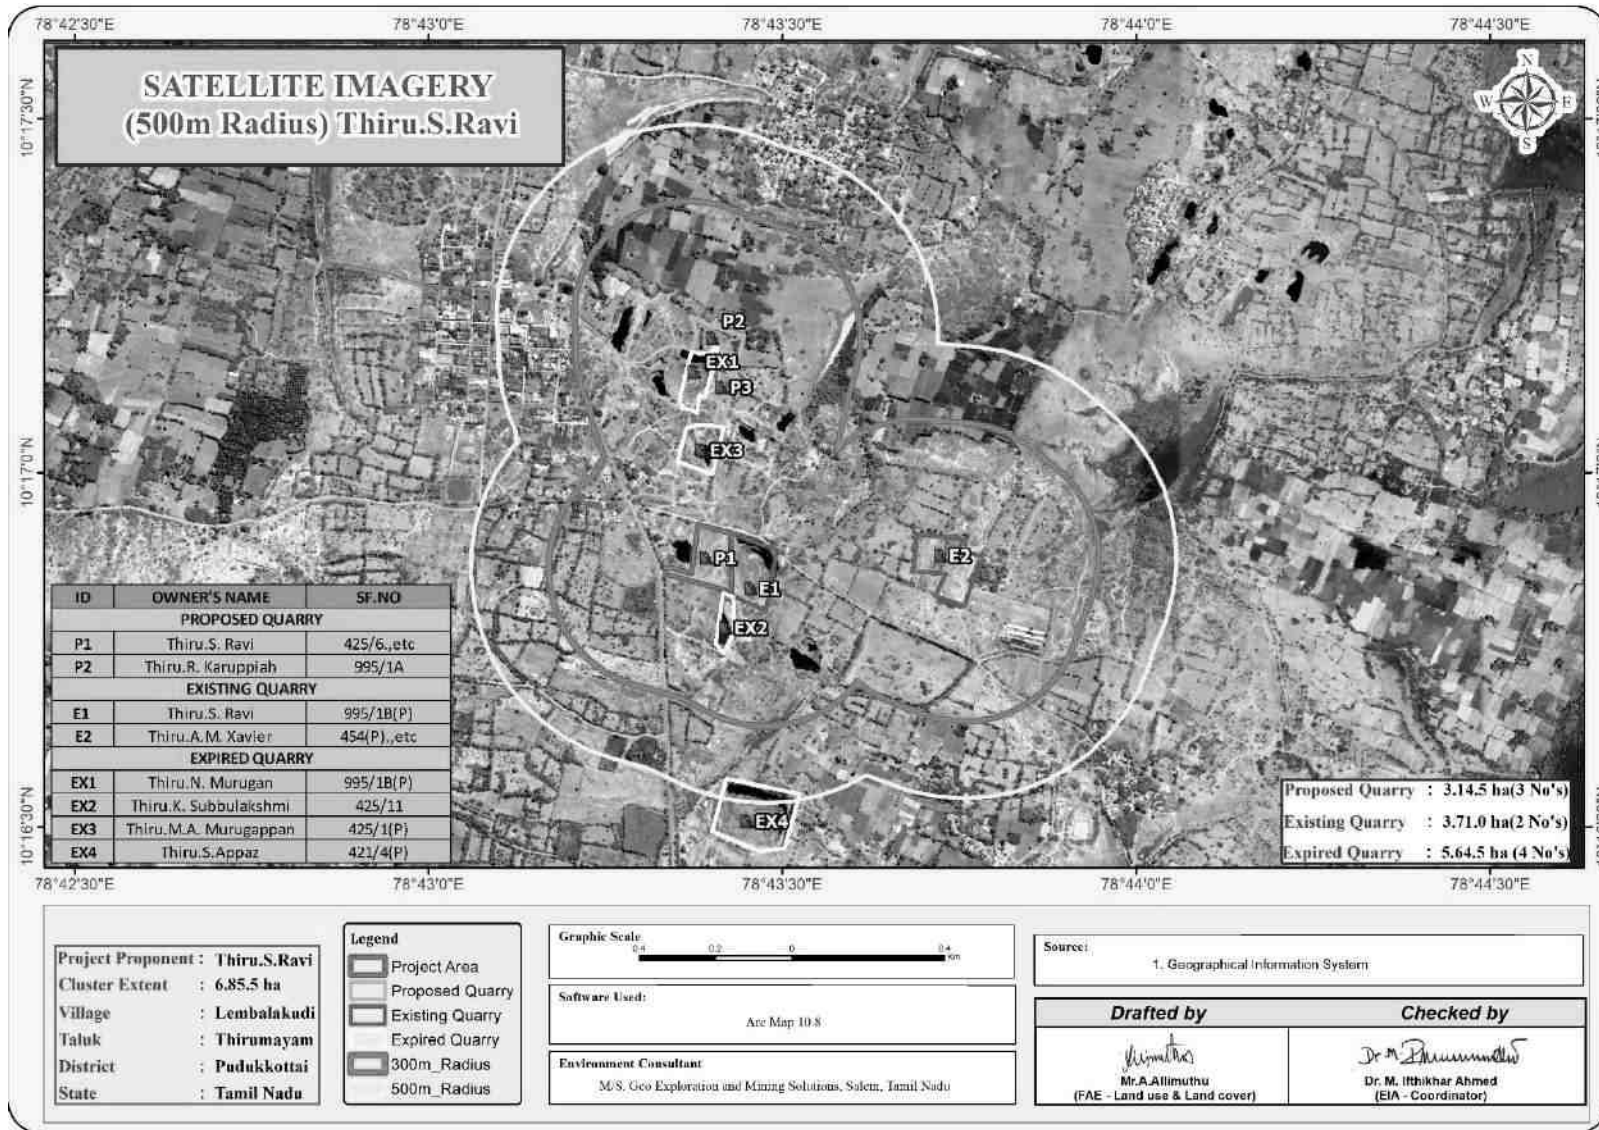 78°42'30"E 78°43'0"E 78°43'30"E 78°44'0"E 78°44'30"E
SATELLITE IMAGERY
(500m Radius) Thiru.S.Ravi
N
W E
S
10°17'30"N
10°17'0"N
10°16'30"N
P2
EX1
P3
EX3
P1
E2
E1
EX2
EX4
ID OWNER'S NAME SF.NO
PROPOSED QUARRY
P1 Thiru.S. Ravi 425/6.,etc
P2 Thiru.R. Karuppiah 995/1A
EXISTING QUARRY
E1 Thiru.S. Ravi 995/1B(P)
E2 Thiru.A.M. Xavier 454(P).,etc
EXPIRED QUARRY
EX1 Thiru.N. Murugan 995/1B(P)
EX2 Thiru.K. Subbulakshmi 425/11
EX3 Thiru.M.A. Murugappan 425/1(P)
EX4 Thiru.S.Appaz 421/4(P)
Proposed Quarry : 3.14.5 ha(3 No's)
Existing Quarry : 3.71.0 ha(2 No's)
Expired Quarry : 5.64.5 ha (4 No's)
78°42'30"E 78°43'0"E 78°43'30"E 78°44'0"E 78°44'30"E
Project Proponent : Thiru.S.Ravi
Cluster Extent : 6.85.5 ha
Village : Lembalakudi
Taluk : Thirumayam
District : Pudukkottai
State : Tamil Nadu
Legend
Project Area
Proposed Quarry
Existing Quarry
Expired Quarry
300m_Radius
500m_Radius
Graphic Scale
0.4 0.2 0 0.4
Km
Software Used:
Arc Map 10.8
Environment Consultant
M/S. Geo Exploration and Mining Solutions, Salem, Tamil Nadu
Source:
1. Geographical Information System
Drafted by Checked by
Mr.A.Allimuthu
(FAE - Land use & Land cover)
Dr. M. Ifthikhar Ahmed
(EIA - Coordinator)